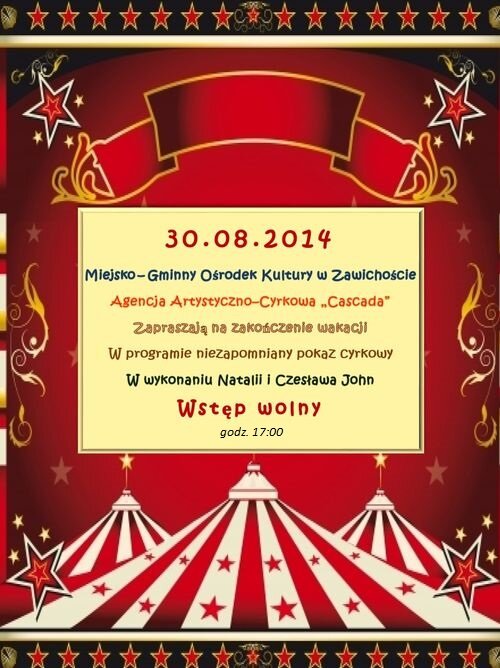 30.08.2014
Miejsko – Gminny Ośrodek Kultury w Zawichoście
Agencja Artystyczno–Cyrkowa „Cascada”
Zapraszają na zakończenie wakacji
W programie niezapomniany pokaz cyrkowy
W wykonaniu Natalii i Czesława John
Wstęp wolny
godz. 17:00